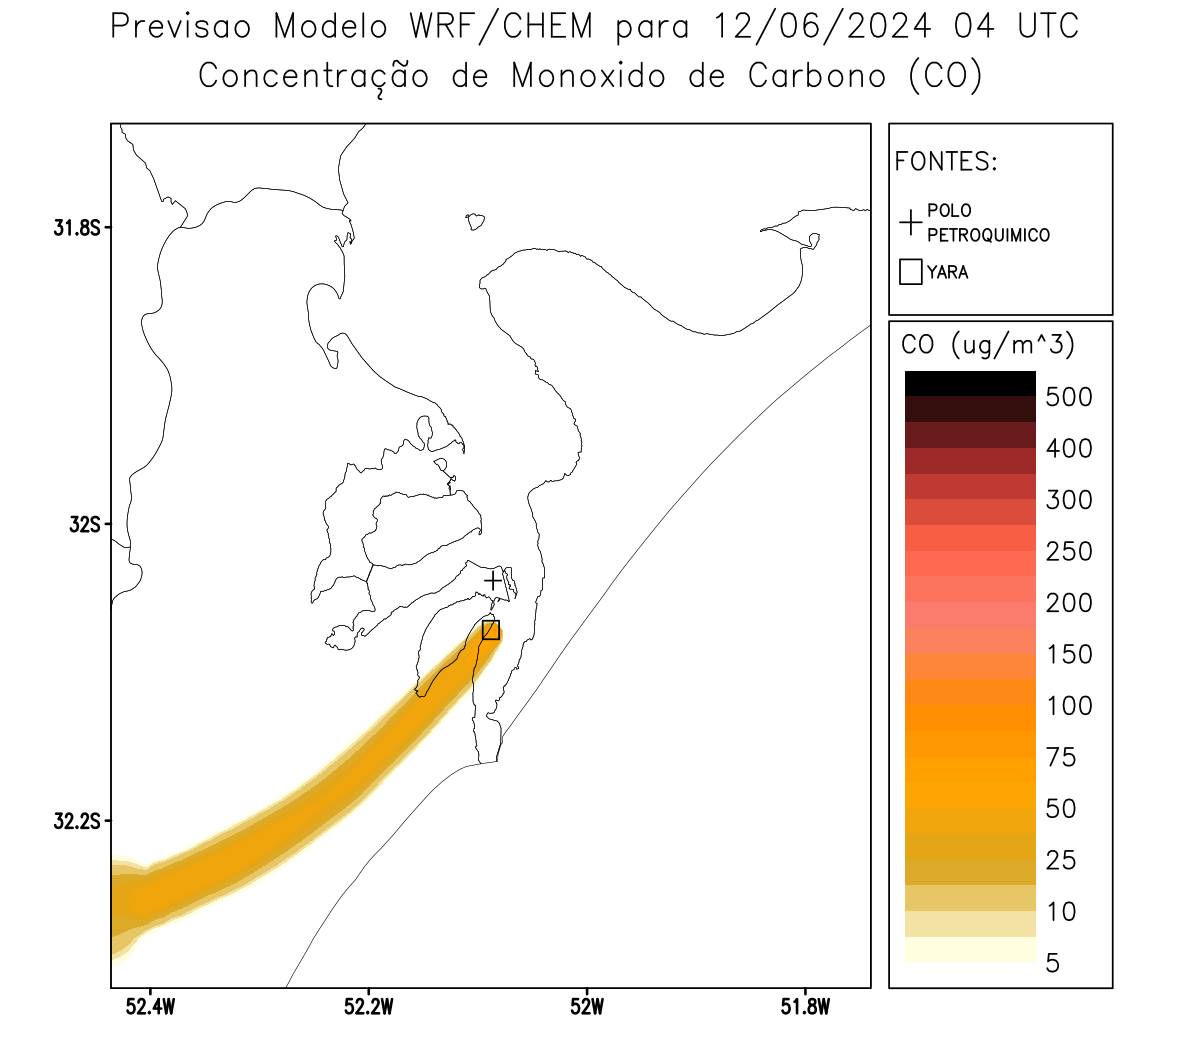 Previsao Modelo WRF/CHEM para 12/06/2024 04 UTC
Concentração de Monoxido de Carbono (CO)
FONTES:
POLO
PETROQUIMICO
YARA
CO (ug/m^3)
500
400
300
250
200
150
100
75
50
25
10
5
31.8S
32S
32.2S
52.4W
52.2W
52W
51.8W